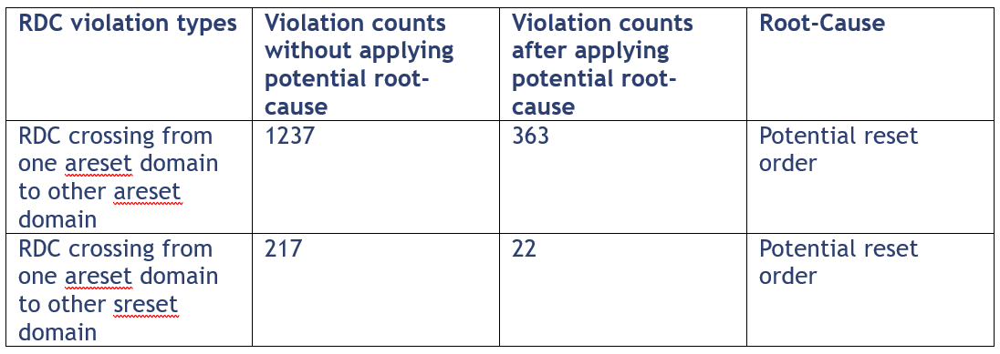 RDC violation types
Violation counts
without applying
potential root-
cause
Violation counts
after applying
potential root-
cause
Root-Cause
RDC crossing from
one areset domain
to other areset
domain
1237
363
Potential reset
order
RDC crossing from
one areset domain
to other sreset
domain
217
22
Potential reset
order